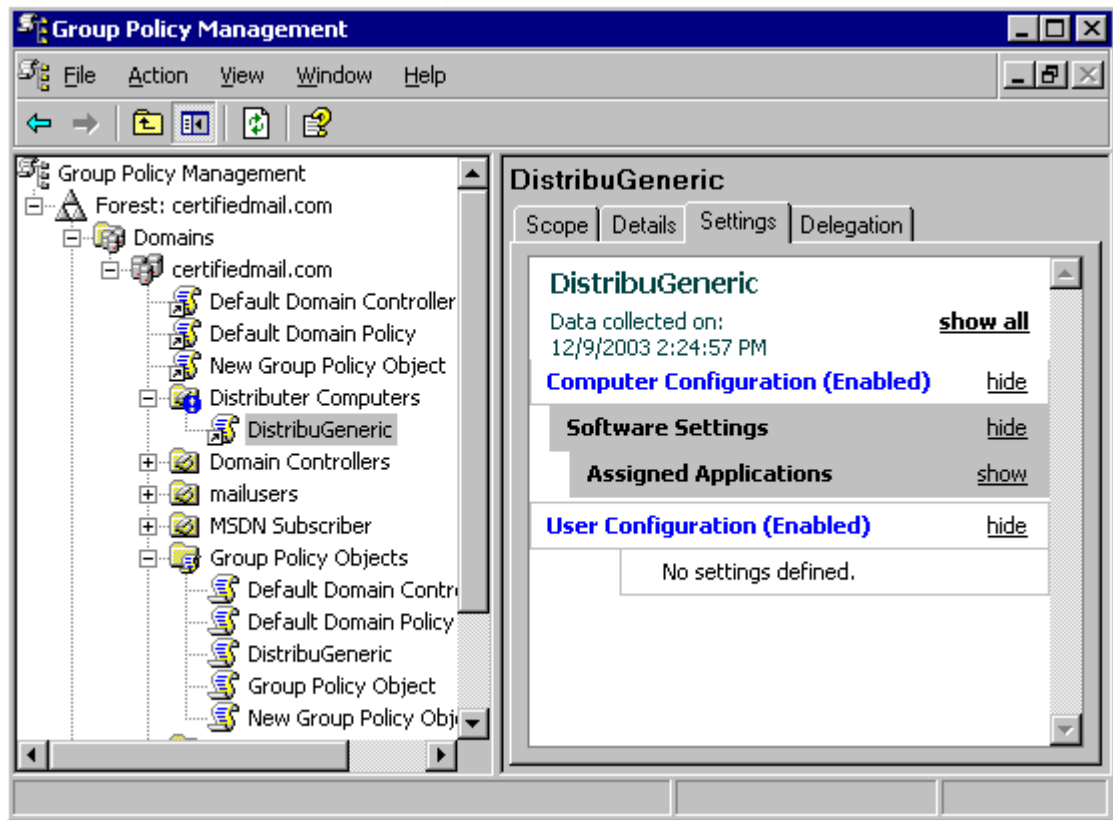 Group Policy Management
File Action View Window Help
Group Policy Management
Forest: certifiedmail.com
Domains
certifiedmail.com
Default Domain Controller
Default Domain Policy
New Group Policy Object
Distributer Computers
DistribuGeneric
Domain Controllers
mailusers
MSDN Subscriber
Group Policy Objects
Default Domain Contr
Default Domain Policy
DistribuGeneric
Group Policy Object
New Group Policy Obj
DistribuGeneric
Scope Details Settings Delegation
DistribuGeneric
Data collected on:
12/9/2003 2:24:57 PM
show all
Computer Configuration (Enabled) hide
Software Settings hide
Assigned Applications show
User Configuration (Enabled) hide
No settings defined.